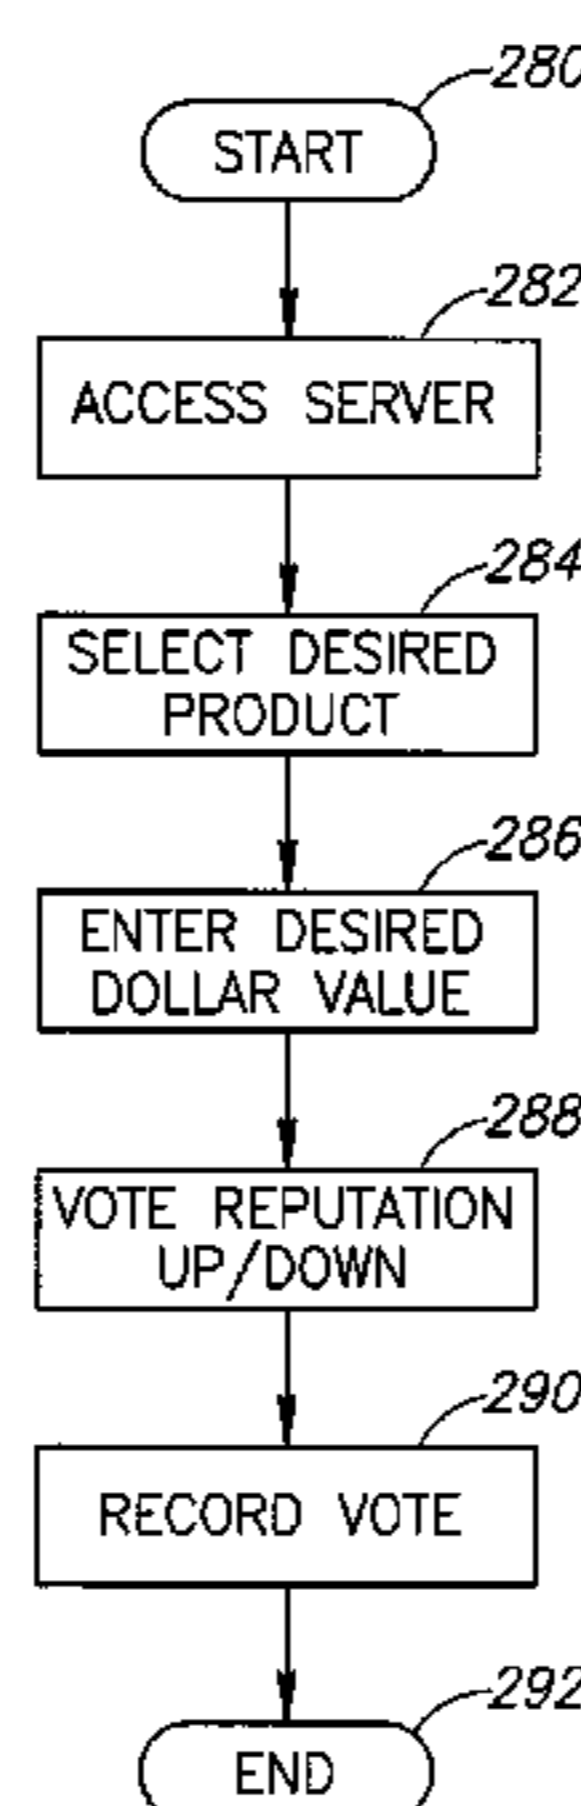 280
START
282
ACCESS SERVER
284
SELECT DESIRED
PRODUCT
286
ENTER DESIRED
DOLLAR VALUE
288
VOTE REPUTATION
UP/DOWN
290
RECORD VOTE
292
END